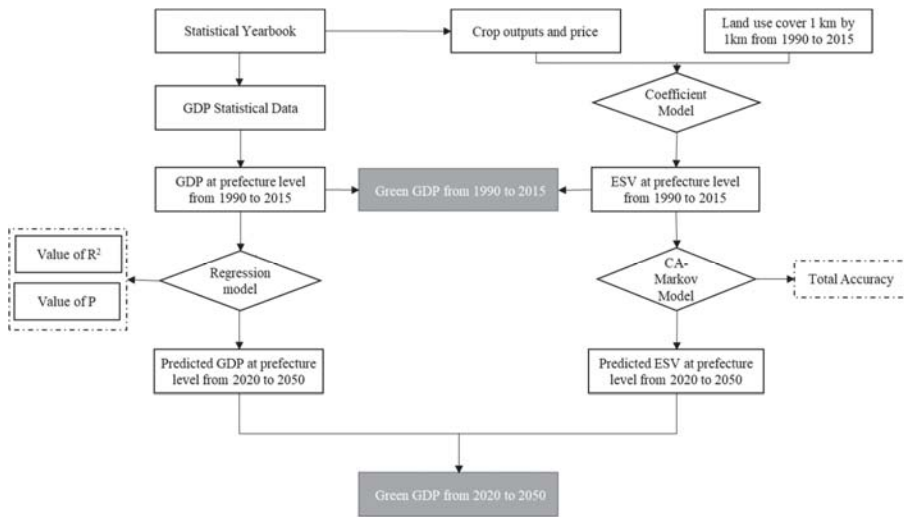 Statistical Yearbook
Crop outputs and price
Land use cover 1 km by
1km from 1990 to 2015
GDP Statistical Data
Coefficient
Model
GDP at prefecture level
from 1990 to 2015
Green GDP from 1990 to 2015
ESV at prefecture level
from 1990 to 2015
Value of R²
Value of P
Regression
model
CA-
Markov
Model
Total Accuracy
Predicted GDP at prefecture
level from 2020 to 2050
Predicted ESV at prefecture
level from 2020 to 2050
Green GDP from 2020 to 2050